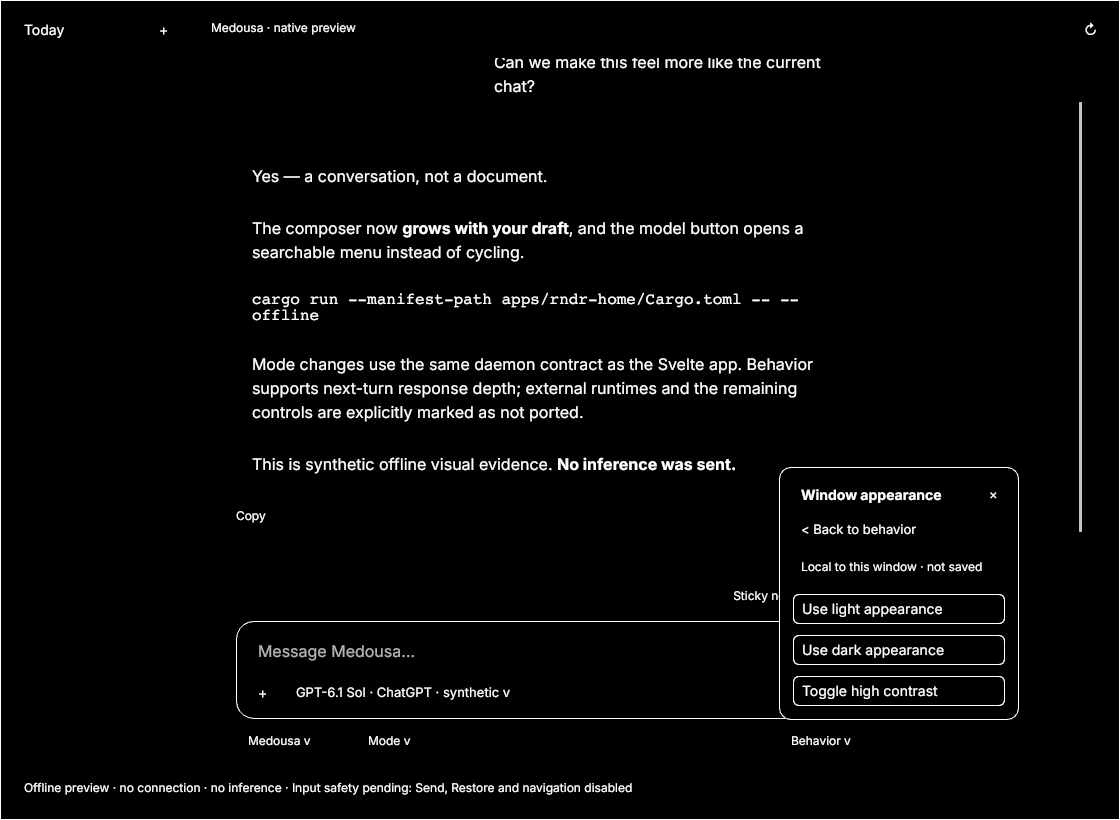 Today
+
Medousa · native preview
Can we make this feel more like the current
chat?
Yes — a conversation, not a document.
The composer now grows with your draft, and the model button opens a
searchable menu instead of cycling.
cargo run --manifest-path apps/rndr-home/Cargo.toml -- --
offline
Mode changes use the same daemon contract as the Svelte app. Behavior
supports next-turn response depth; external runtimes and the remaining
controls are explicitly marked as not ported.
This is synthetic offline visual evidence. No inference was sent.
Copy
Sticky
Window appearance ×
< Back to behavior
Local to this window · not saved
Use light appearance
Use dark appearance
Toggle high contrast
Message Medousa...
+ GPT-6.1 Sol · ChatGPT · synthetic v
Medousa v
Mode v
Behavior v
Offline preview · no connection · no inference · Input safety pending: Send, Restore and navigation disabled